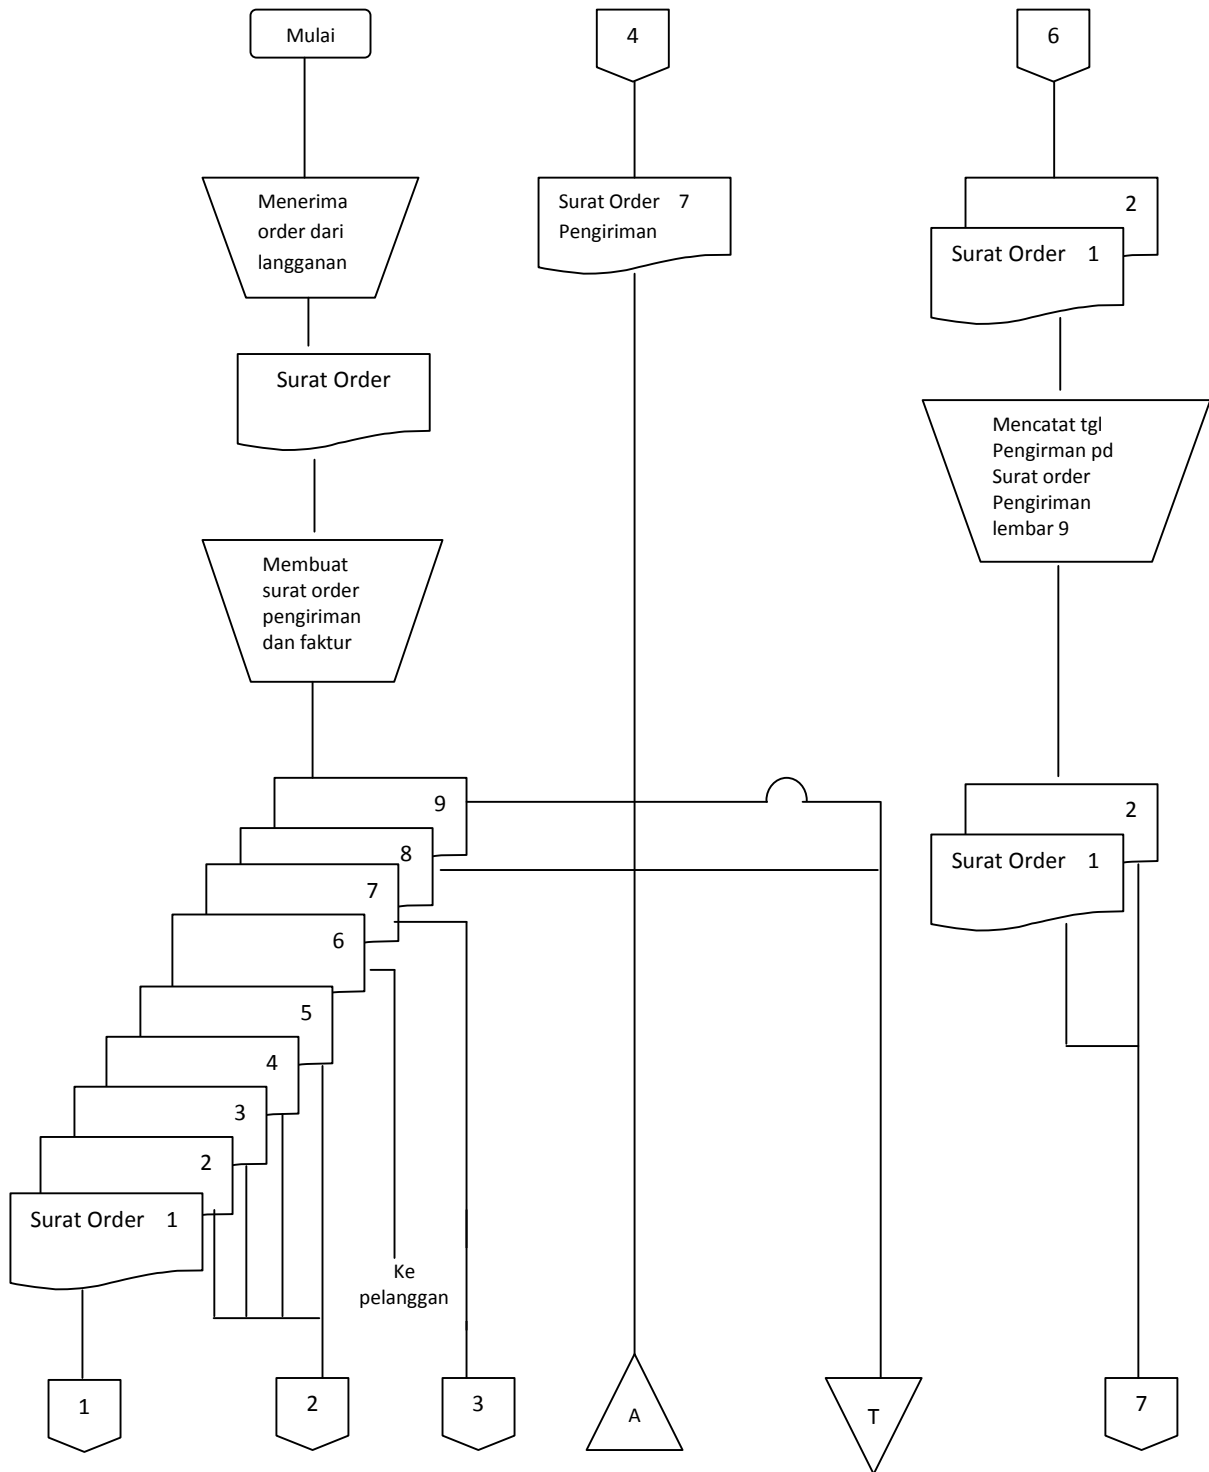 Mulai
Menerima
order dari
langganan
Surat Order
Membuat
surat order
pengiriman
dan faktur
9
8
7
6
5
4
3
2
Surat Order 1
Ke
pelanggan
1
2
3
4
Surat Order 7
Pengiriman
A
T
6
2
Surat Order 1
Mencatat tgl
Pengirman pd
Surat order
Pengiriman
lembar 9
2
Surat Order 1
7